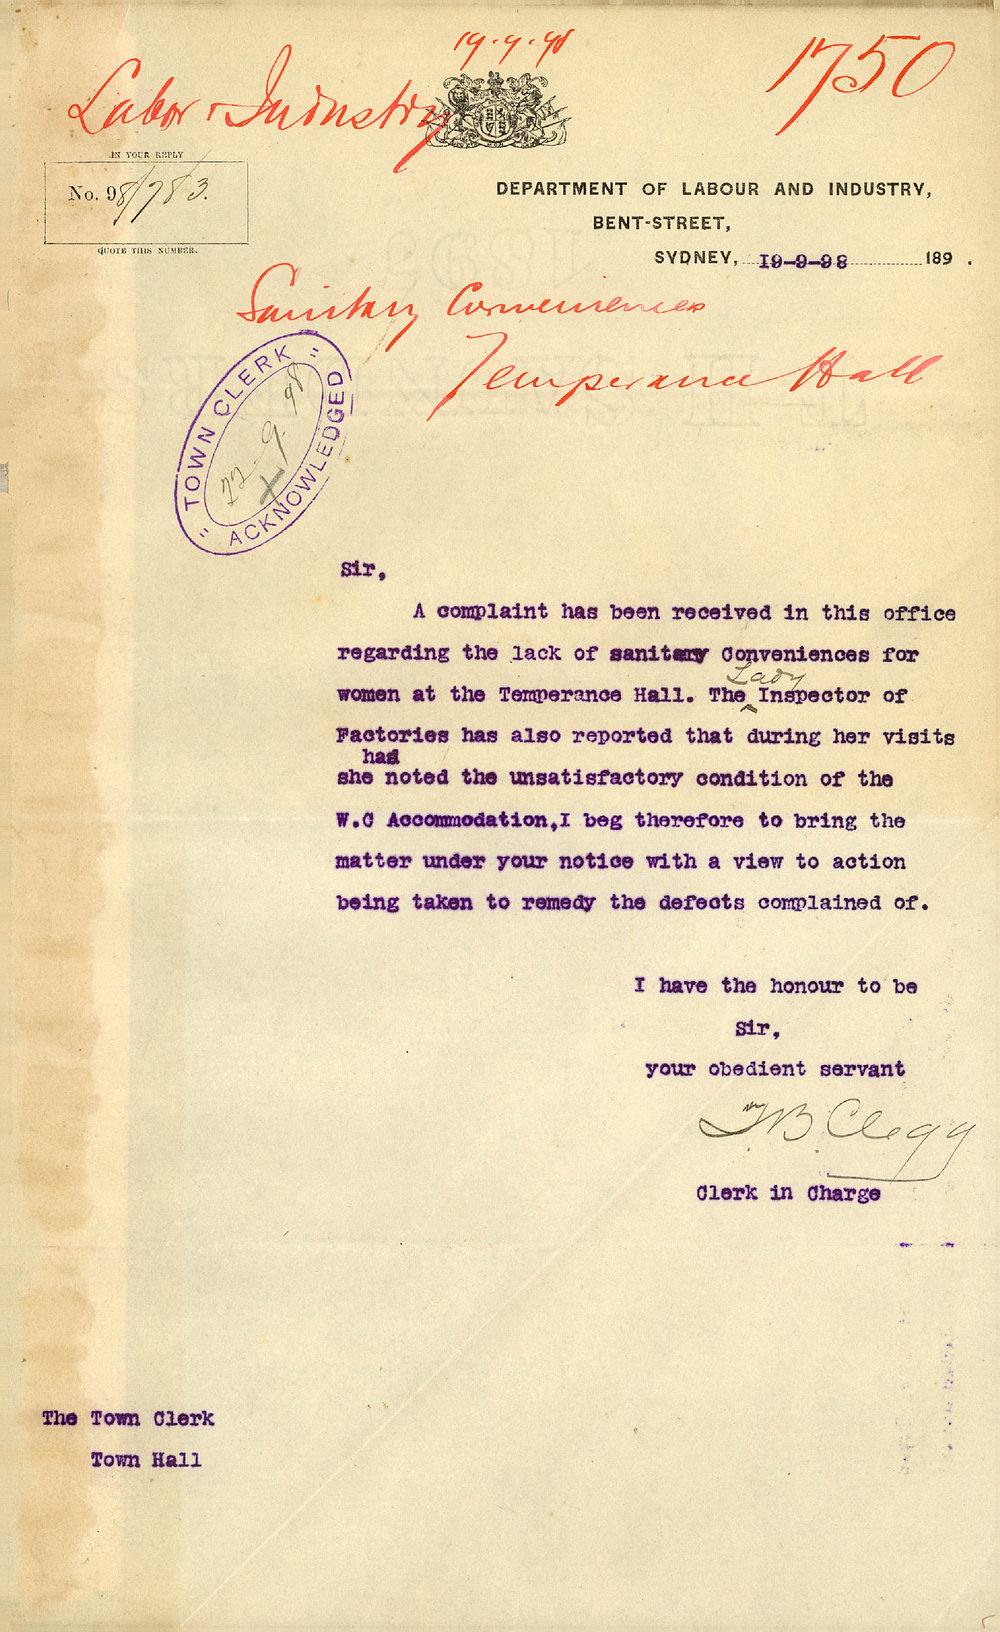 19.9.98
1750
Labor & Industry
IN YOUR REPLY
No. 98/783.
QUOTE THIS NUMBER.
DEPARTMENT OF LABOUR AND INDUSTRY,
BENT-STREET,
SYDNEY, 19-9-98 189 .
Sanitary Conveniences
Temperance Hall
"TOWN CLERK"
22.9.98
ACKNOWLEDGED
Sir,
A complaint has been received in this office
regarding the lack of sanitary Conveniences for
Lady
women at the Temperance Hall. The Inspector of
Factories has also reported that during her visits
had
she noted the unsatisfactory condition of the
W.C Accommodation,I beg therefore to bring the
matter under your notice with a view to action
being taken to remedy the defects complained of.
I have the honour to be
Sir,
your obedient servant
TWB Clegg
Clerk in Charge
The Town Clerk
Town Hall